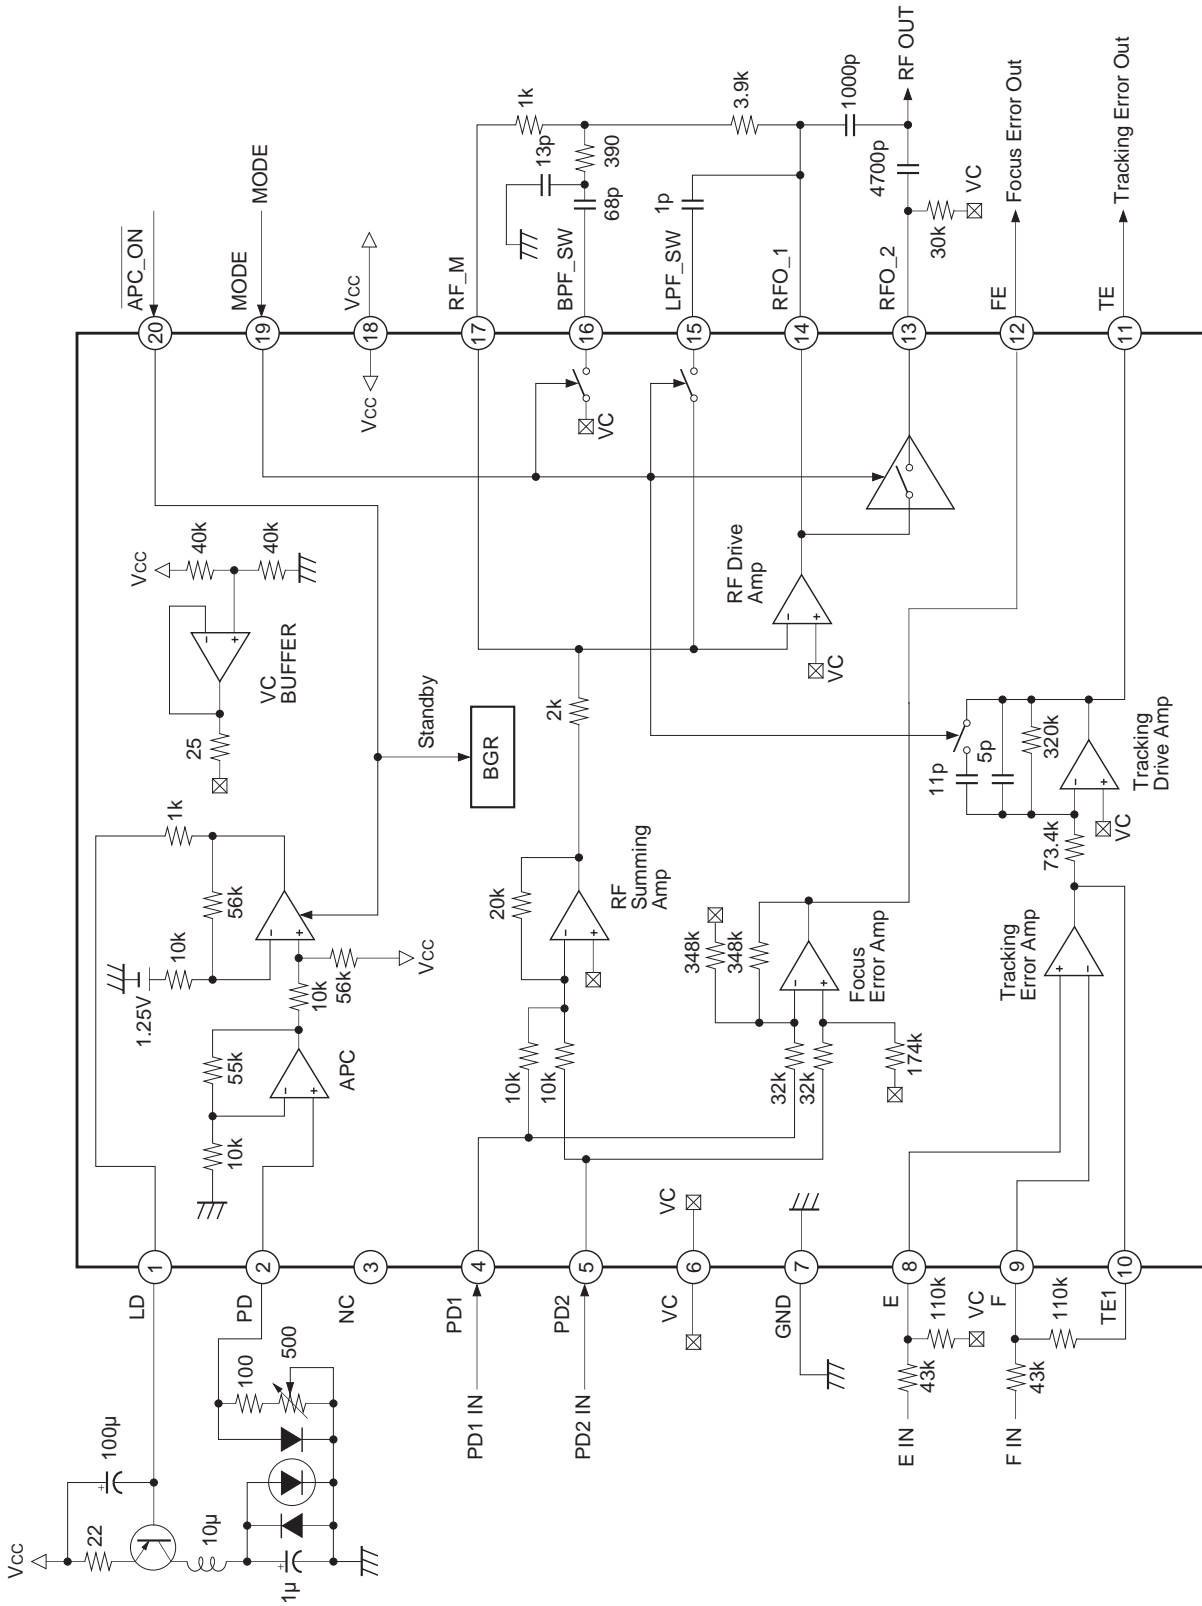 Vcc
22
100µ
10µ
1µ
100
500
LD
PD
NC
PD1
PD2
VC
GND
E
F
TE1
PD1 IN
PD2 IN
E IN
F IN
43k
110k
VC
43k
110k
1
2
3
4
5
6
7
8
9
10
10k
55k
APC
10k
56k
Vcc
1.25V
10k
56k
1k
25
VC
BUFFER
Vcc
40k
40k
Standby
BGR
10k
10k
20k
RF
Summing
Amp
2k
VC
32k
32k
174k
348k
348k
Focus
Error Amp
Tracking
Error Amp
73.4k
11p
5p
320k
VC
Tracking
Drive Amp
RF Drive
Amp
VC
VC
Vcc
20
19
18
17
16
15
14
13
12
11
APC_ON
MODE
MODE
Vcc
RF_M
BPF_SW
LPF_SW
RFO_1
RFO_2
FE
TE
1k
13p
390
68p
1p
3.9k
1000p
4700p
30k
VC
RF OUT
Focus Error Out
Tracking Error Out